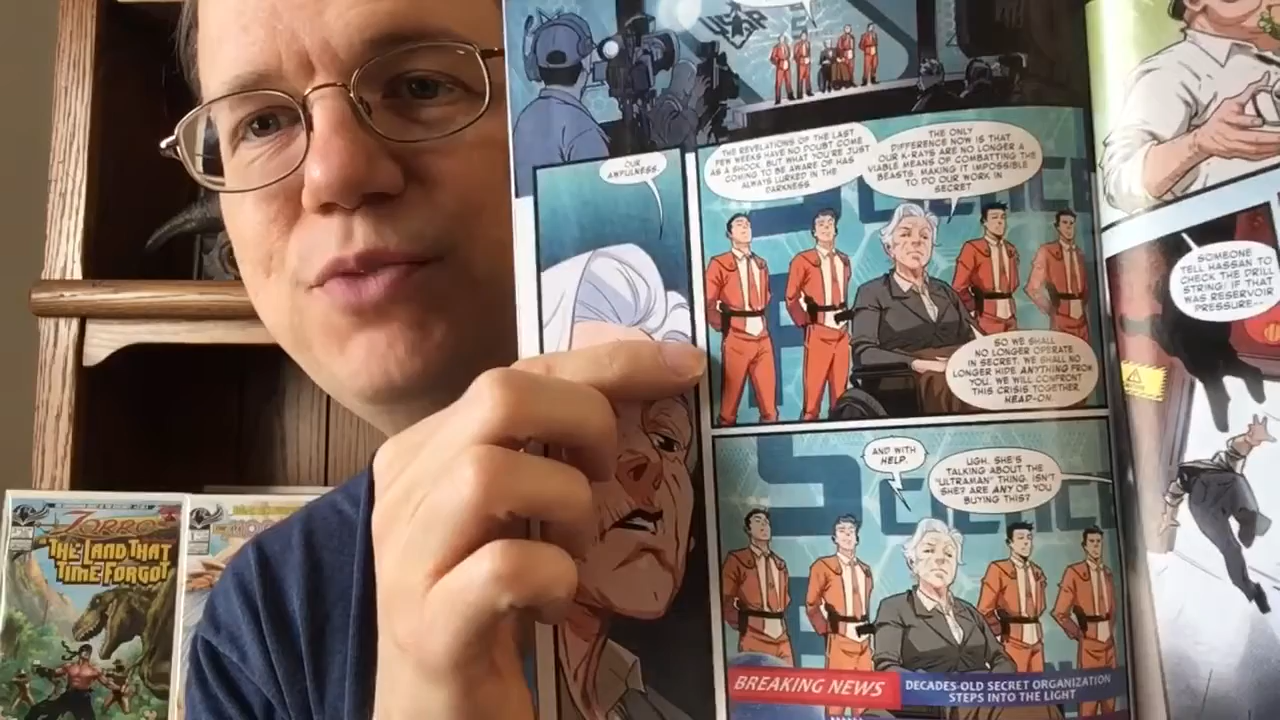 USSP
OUR
AWFULNESS.
THE REVELATIONS OF THE LAST
FEW WEEKS HAVE NO DOUBT COME
AS A SHOCK. BUT WHAT YOU'RE JUST
COMING TO BE AWARE OF HAS
ALWAYS LURKED IN THE
DARKNESS.
THE ONLY
DIFFERENCE NOW IS THAT
OUR K-RAYS ARE NO LONGER A
VIABLE MEANS OF COMBATTING THE
BEASTS, MAKING IT IMPOSSIBLE
TO DO OUR WORK IN
SECRET
SO WE SHALL
NO LONGER OPERATE
IN SECRET. WE SHALL NO
LONGER HIDE ANYTHING FROM
YOU. WE WILL CONFRONT
THIS CRISIS TOGETHER,
HEAD-ON.
AND WITH
HELP.
UGH. SHE'S
TALKING ABOUT THE
"ULTRAMAN" THING, ISN'T
SHE? ARE ANY OF YOU
BUYING THIS?
BREAKING NEWS
DECADES-OLD SECRET ORGANIZATION
STEPS INTO THE LIGHT
SOMEONE
TELL HASSAN TO
CHECK THE DRILL
STRING! IF THAT
WAS RESERVOIR
PRESSURE--
ZORRO
THE LAND THAT
TIME FORGOT